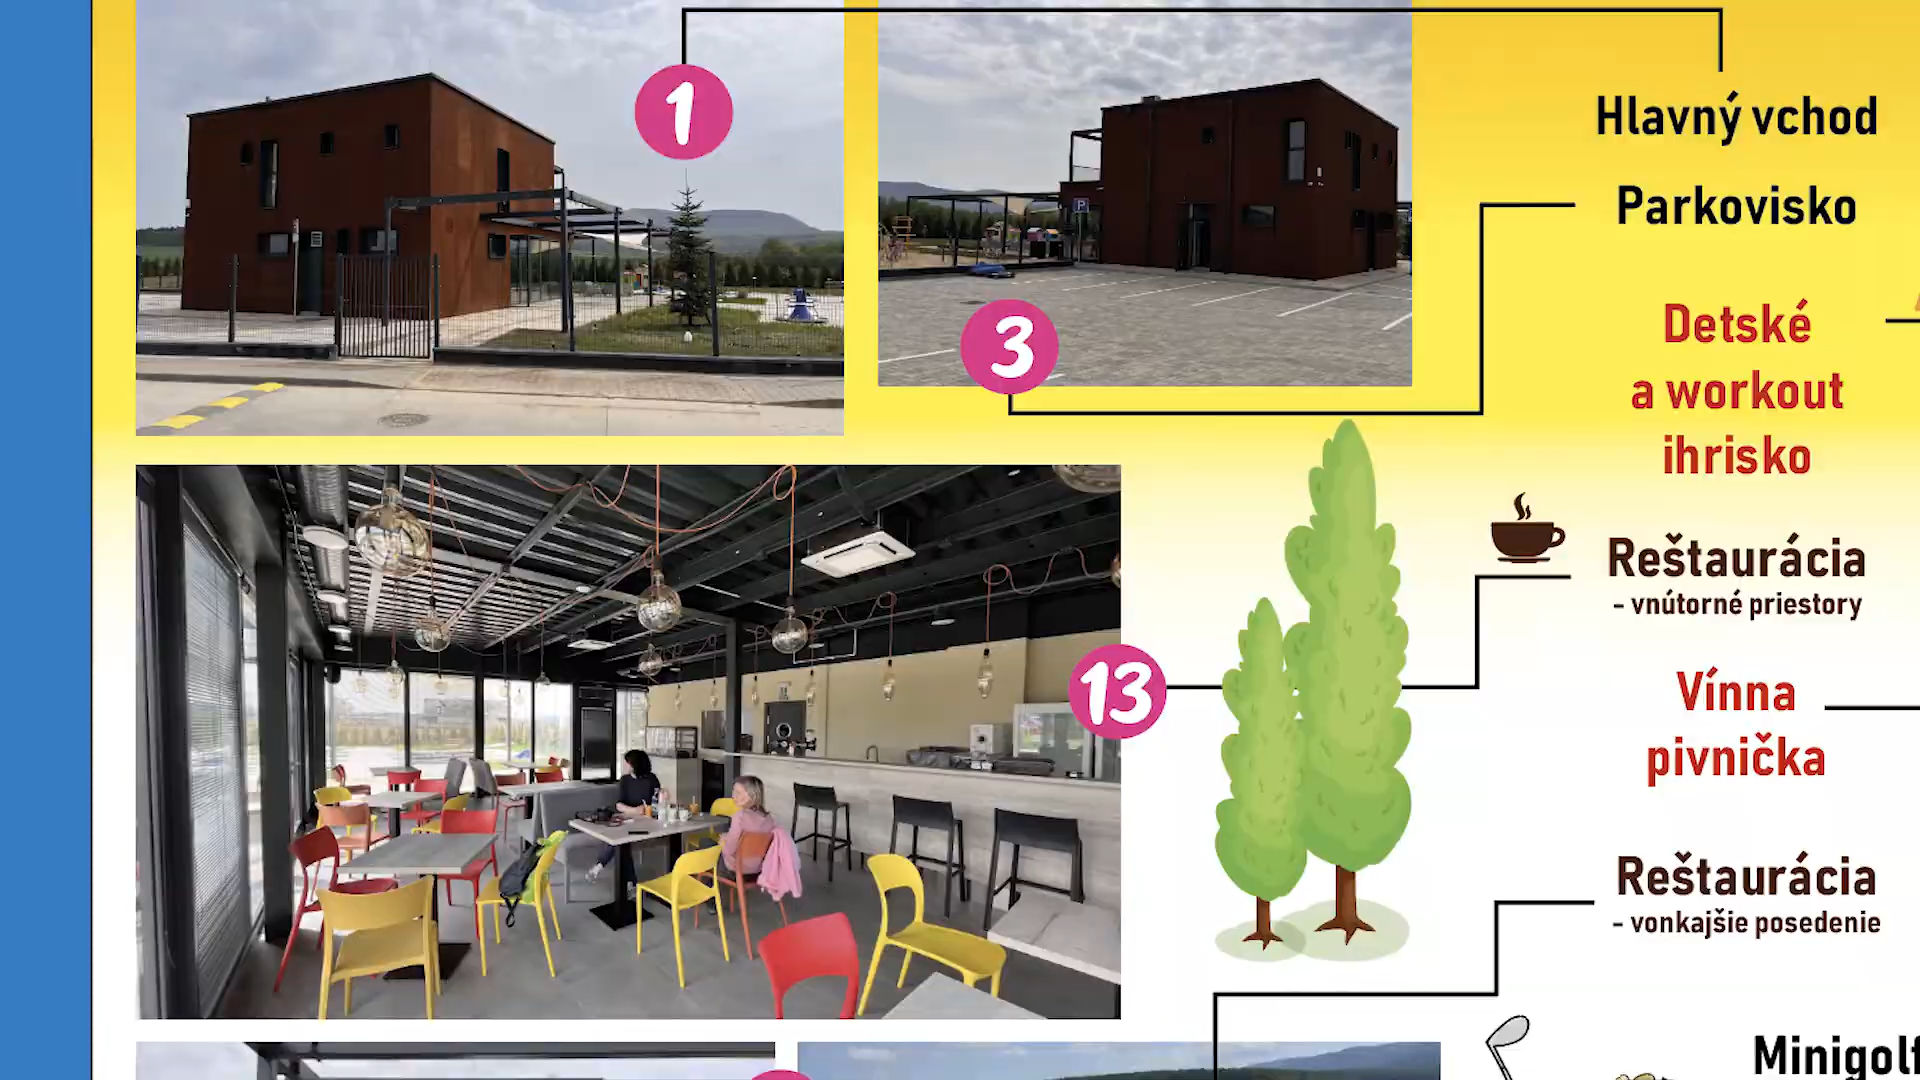 1
Hlavný vchod
P
Parkovisko
3
Detské
a workout
ihrisko
Reštaurácia
- vnútorné priestory
13
Vínna
pivnička
Reštaurácia
- vonkajšie posedenie
Minigolf